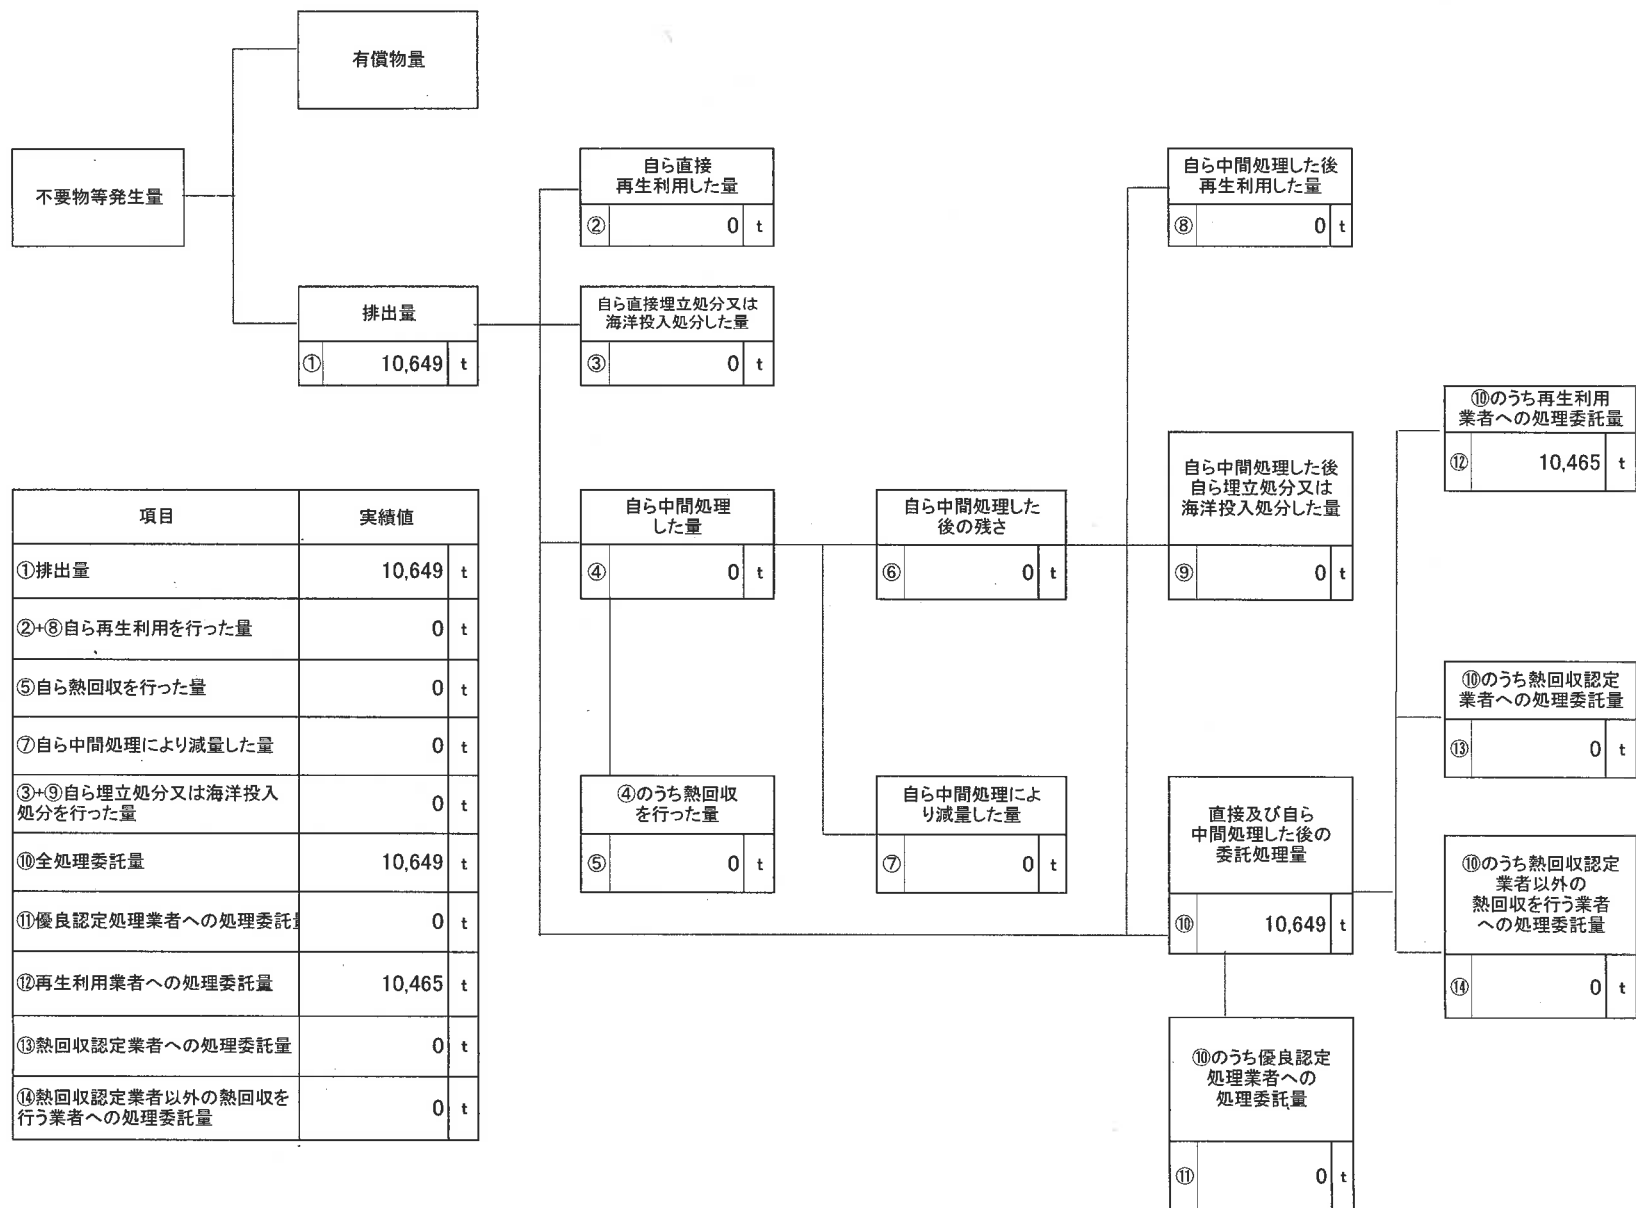 有償物量
不要物等発生量
排出量
① 10,649 t
自ら直接
再生利用した量
② 0 t
自ら直接埋立処分又は
海洋投入処分した量
③ 0 t
自ら中間処理
した量
④ 0 t
④のうち熱回収
を行った量
⑤ 0 t
自ら中間処理した
後の残さ
⑥ 0 t
自ら中間処理によ
り減量した量
⑦ 0 t
自ら中間処理した後
再生利用した量
⑧ 0 t
自ら中間処理した後
自ら埋立処分又は
海洋投入処分した量
⑨ 0 t
直接及び自ら
中間処理した後の
委託処理量
⑩ 10,649 t
⑩のうち優良認定
処理業者への
処理委託量
⑪ 0 t
⑩のうち再生利用
業者への処理委託量
⑫ 10,465 t
⑩のうち熱回収認定
業者への処理委託量
⑬ 0 t
⑩のうち熱回収認定
業者以外の
熱回収を行う業者
への処理委託量
⑭ 0 t
項目 実績値
①排出量 10,649 t
②+⑧自ら再生利用を行った量 0 t
⑤自ら熱回収を行った量 0 t
⑦自ら中間処理により減量した量 0 t
③+⑨自ら埋立処分又は海洋投入
処分を行った量 0 t
⑩全処理委託量 10,649 t
⑪優良認定処理業者への処理委託量 0 t
⑫再生利用業者への処理委託量 10,465 t
⑬熱回収認定業者への処理委託量 0 t
⑭熱回収認定業者以外の熱回収を
行う業者への処理委託量 0 t